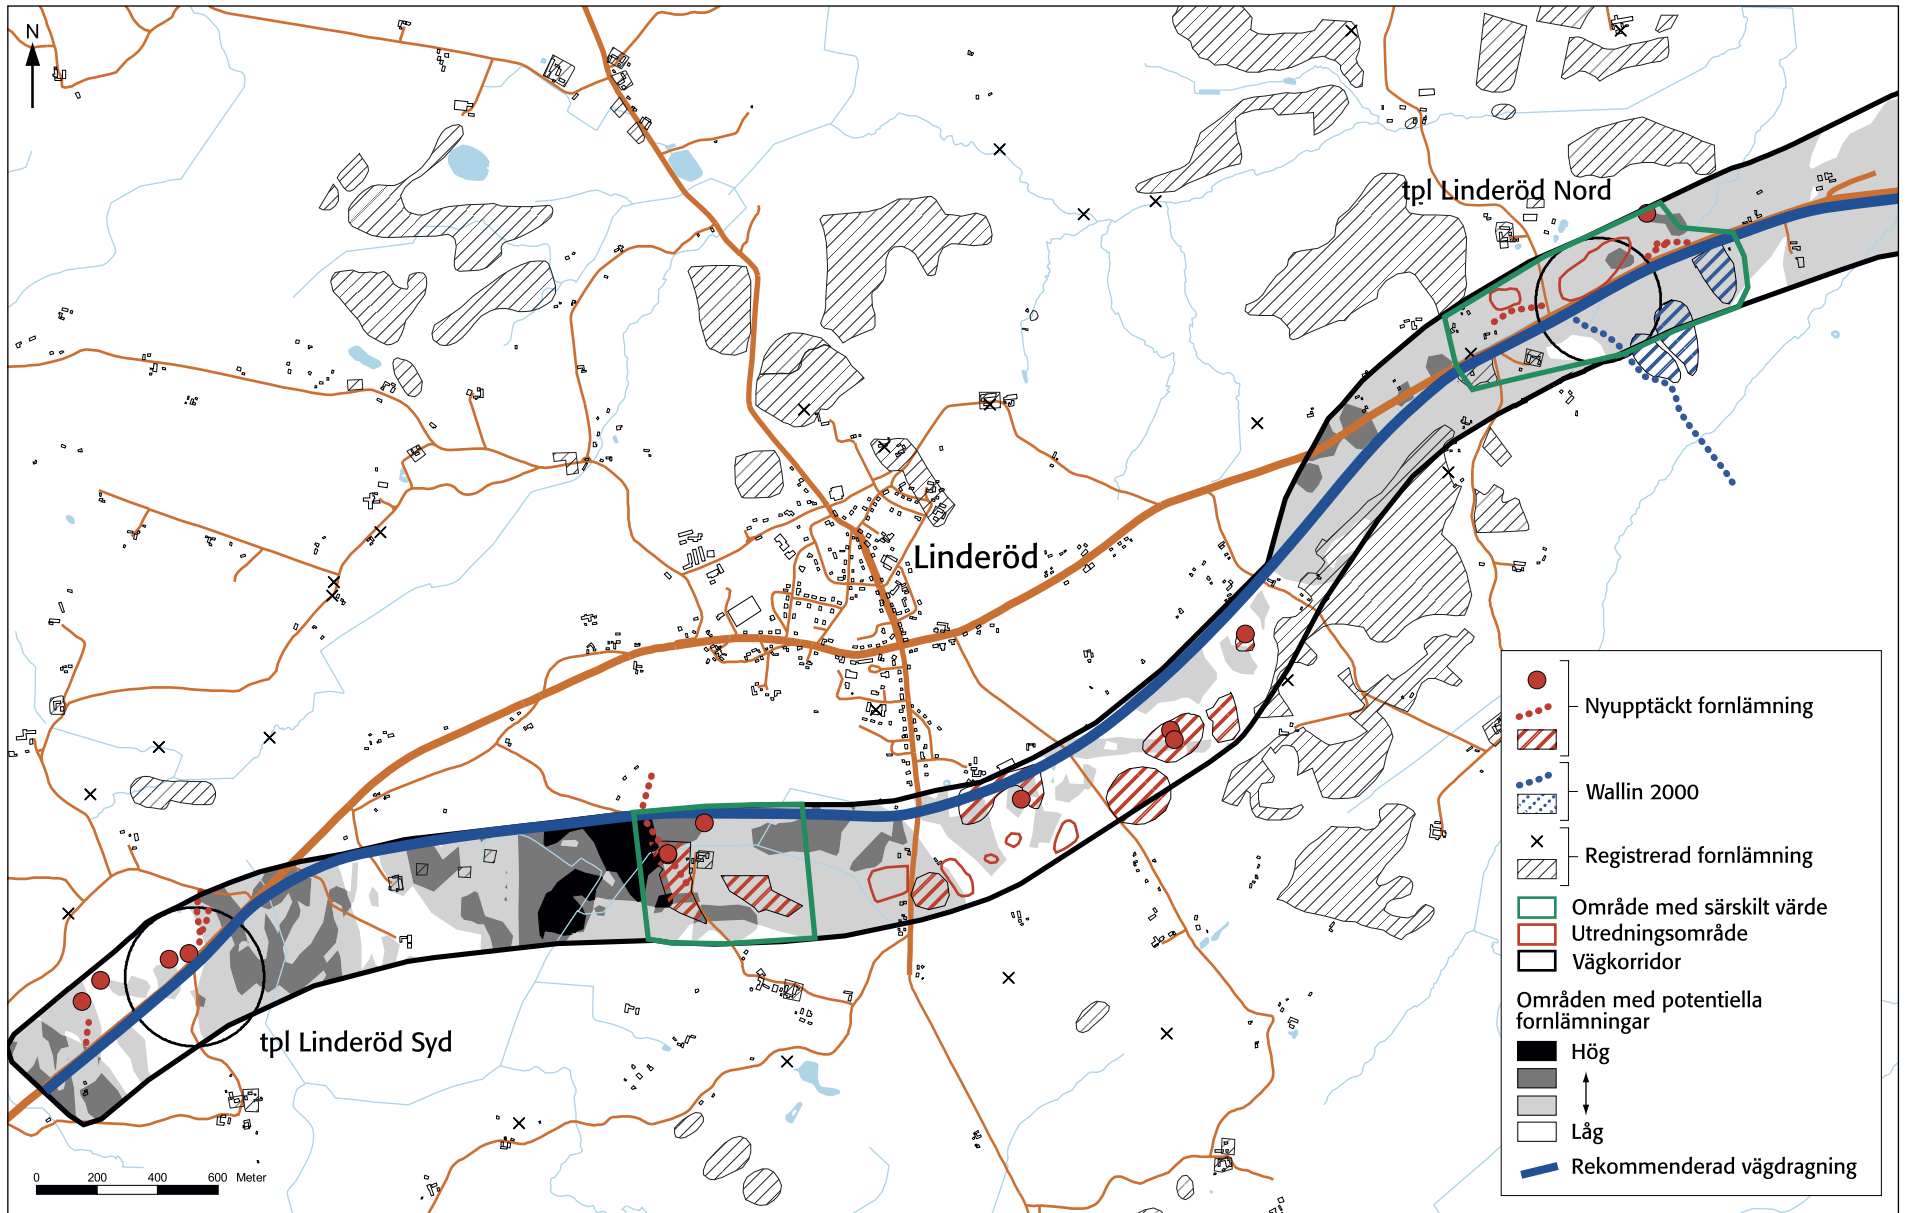 N
tpl Linderöd Nord
Linderöd
tpl Linderöd Syd
0 200 400 600 Meter
Nyupptäckt fornlämning
Wallin 2000
Registrerad fornlämning
Område med särskilt värde
Utredningsområde
Vägkorridor
Områden med potentiella
fornlämningar
Hög
Låg
Rekommenderad vägdragning